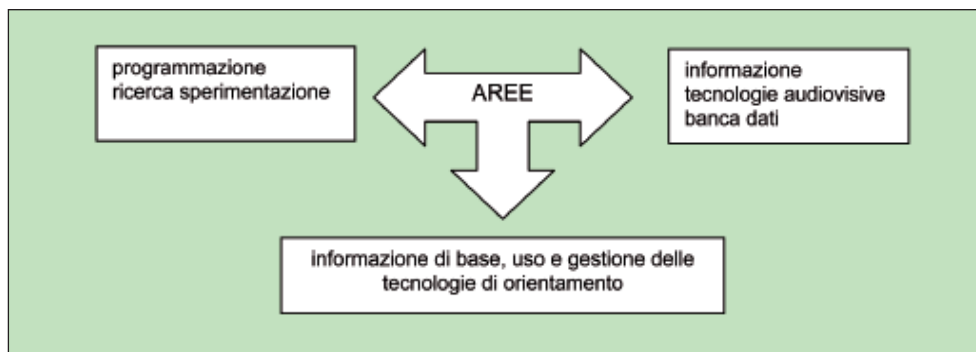 programmazione
ricerca sperimentazione
AREE
informazione
tecnologie audiovisive
banca dati
informazione di base, uso e gestione delle
tecnologie di orientamento